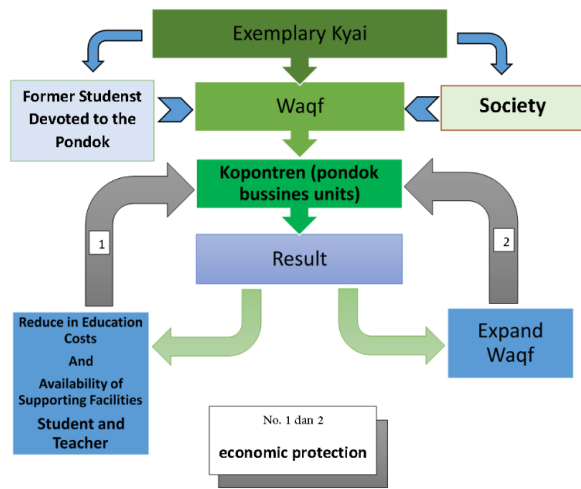 Exemplary Kyai
Former Studenst
Devoted to the
Pondok
Waqf
Society
Kopontren (pondok
bussines units)
1
2
Result
Reduce in Education
Costs
And
Availability of
Supporting Facilities
Student and
Teacher
Expand
Waqf
No. 1 dan 2
economic protection